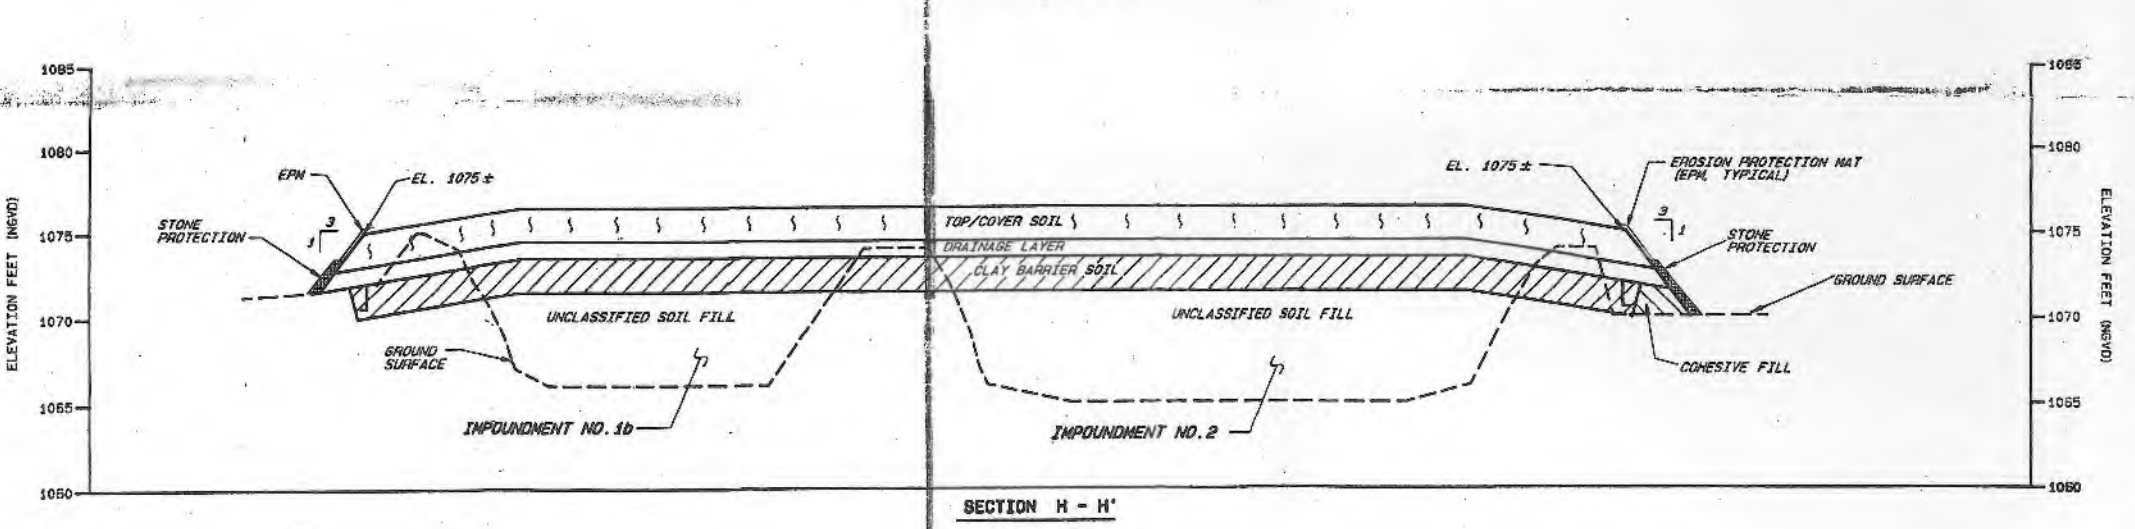 1085
1080
1075
1070
1065
1060
ELEVATION FEET (NGVD)
EPM
EL. 1075 ±
STONE
PROTECTION
3
1
GROUND
SURFACE
UNCLASSIFIED SOIL FILL
IMPOUNDMENT NO. 1b
TOP/COVER SOIL
DRAINAGE LAYER
CLAY BARRIER SOIL
UNCLASSIFIED SOIL FILL
IMPOUNDMENT NO. 2
EL. 1075 ±
EROSION PROTECTION MAT
(EPM, TYPICAL)
3
1
STONE
PROTECTION
GROUND SURFACE
COHESIVE FILL
1085
1080
1075
1070
1065
1060
ELEVATION FEET (NGVD)
SECTION H - H'